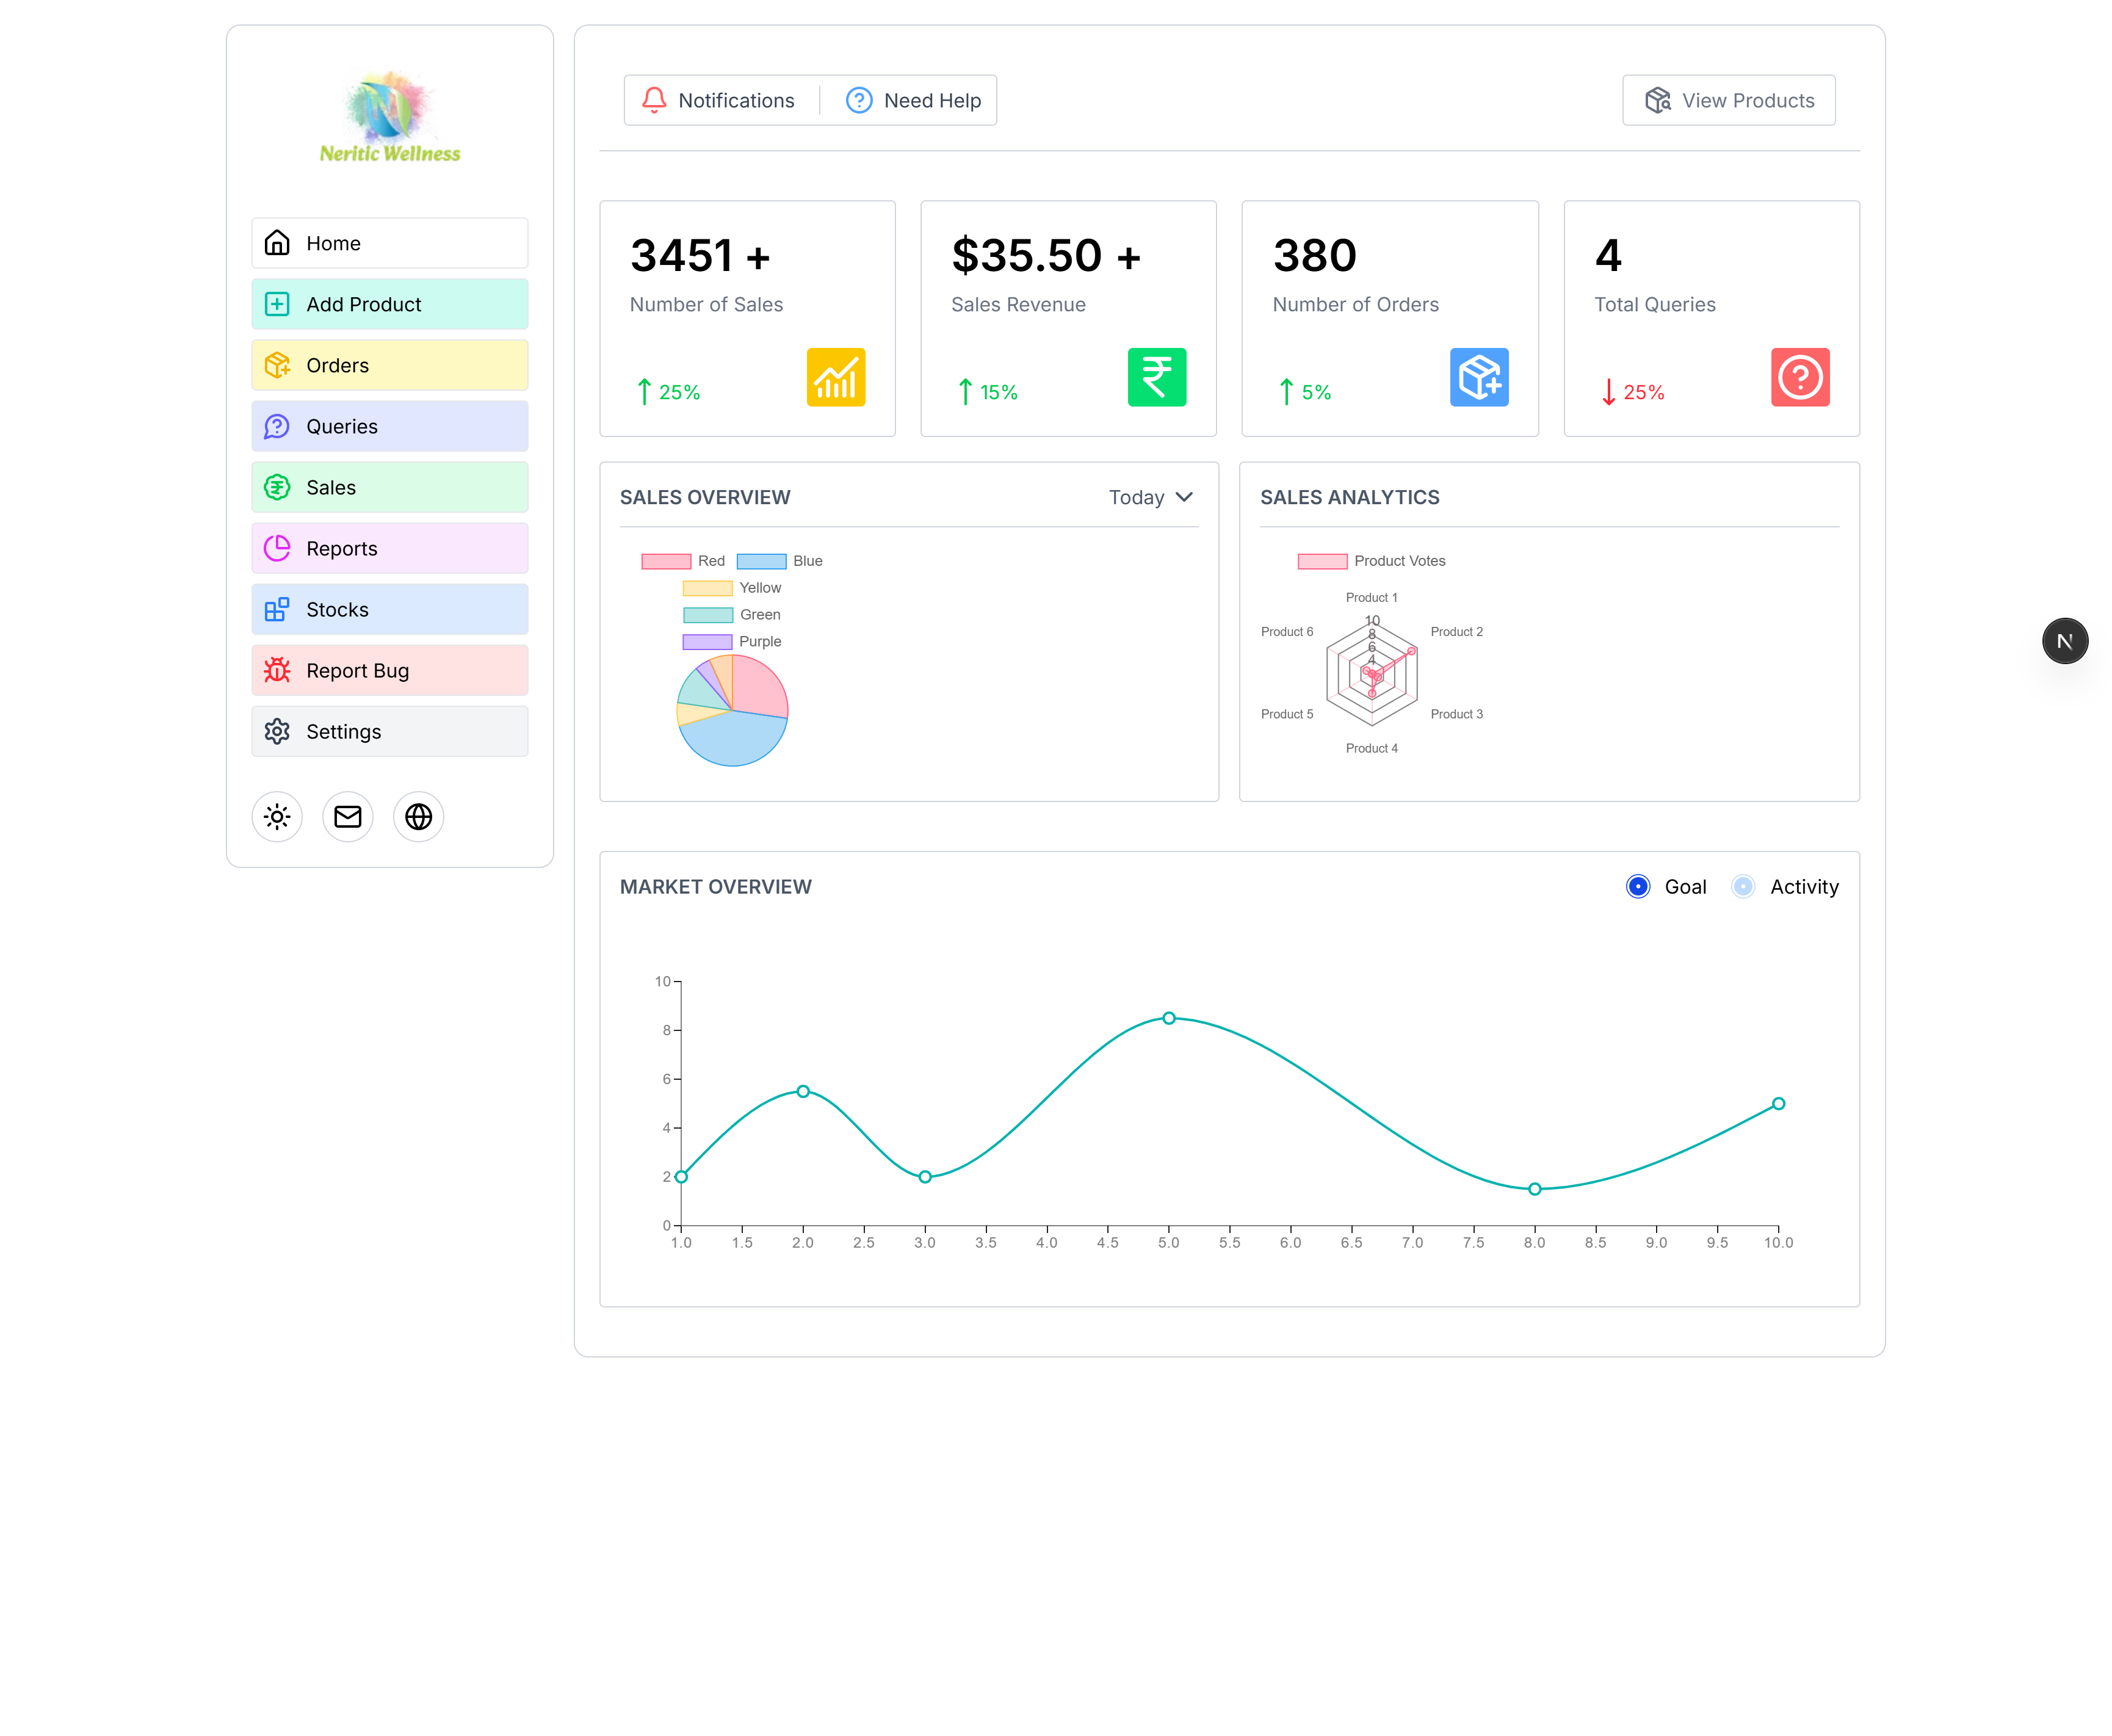 Neritic Wellness
Home
Add Product
Orders
Queries
Sales
Reports
Stocks
Report Bug
Settings
Notifications
Need Help
View Products
3451 +
Number of Sales
25%
$35.50 +
Sales Revenue
15%
380
Number of Orders
5%
4
Total Queries
25%
SALES OVERVIEW
Today
Red Blue
Yellow
Green
Purple
SALES ANALYTICS
Product Votes
Product 1
10
Product 6 8 Product 2
6
4
Product 5 Product 3
Product 4
MARKET OVERVIEW
Goal Activity
10
8
6
4
2
0
1.0 1.5 2.0 2.5 3.0 3.5 4.0 4.5 5.0 5.5 6.0 6.5 7.0 7.5 8.0 8.5 9.0 9.5 10.0
N